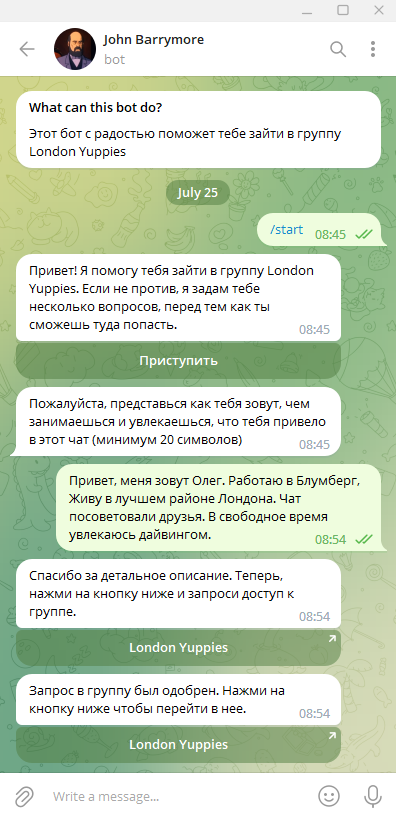 John Barrymore
bot
What can this bot do?
Этот бот с радостью поможет тебе зайти в группу
London Yuppies
July 25
/start 08:45
Привет! Я помогу тебя зайти в группу London
Yuppies. Если не против, я задам тебе
несколько вопросов, перед тем как ты
сможешь туда попасть.
08:45
Приступить
Пожалуйста, представься как тебя зовут, чем
занимаешься и увлекаешься, что тебя привело
в этот чат (минимум 20 символов) 08:45
Привет, меня зовут Олег. Работаю в Блумберг,
Живу в лучшем районе Лондона. Чат
посоветовали друзья. В свободное время
увлекаюсь дайвингом. 08:54
Спасибо за детальное описание. Теперь,
нажми на кнопку ниже и запроси доступ к
группе. 08:54
London Yuppies
Запрос в группу был одобрен. Нажми на
кнопку ниже чтобы перейти в нее. 08:54
London Yuppies
Write a message...